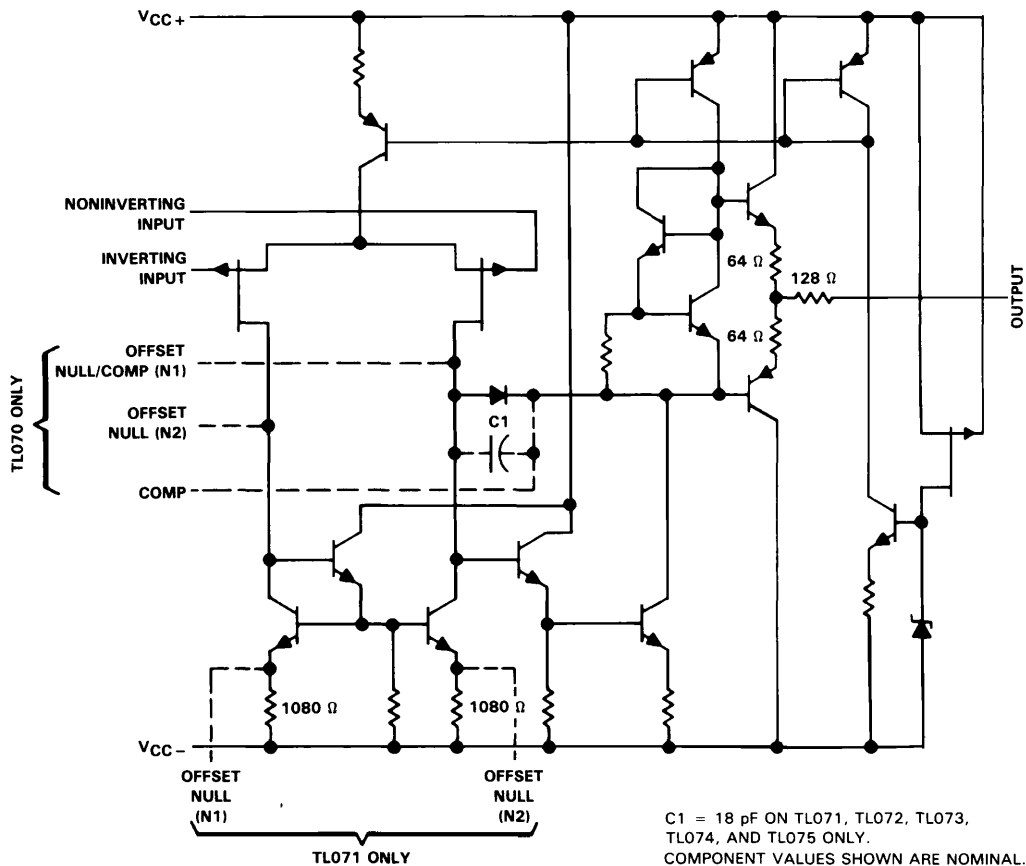 VCC+
NONINVERTING
INPUT
INVERTING
INPUT
64 Ω
128 Ω
OUTPUT
64 Ω
TL070 ONLY
OFFSET
NULL/COMP (N1)
OFFSET
NULL (N2)
C1
COMP
1080 Ω
1080 Ω
VCC−
OFFSET
NULL
(N1)
OFFSET
NULL
(N2)
TL071 ONLY
C1 = 18 pF ON TL071, TL072, TL073,
TL074, AND TL075 ONLY.
COMPONENT VALUES SHOWN ARE NOMINAL.